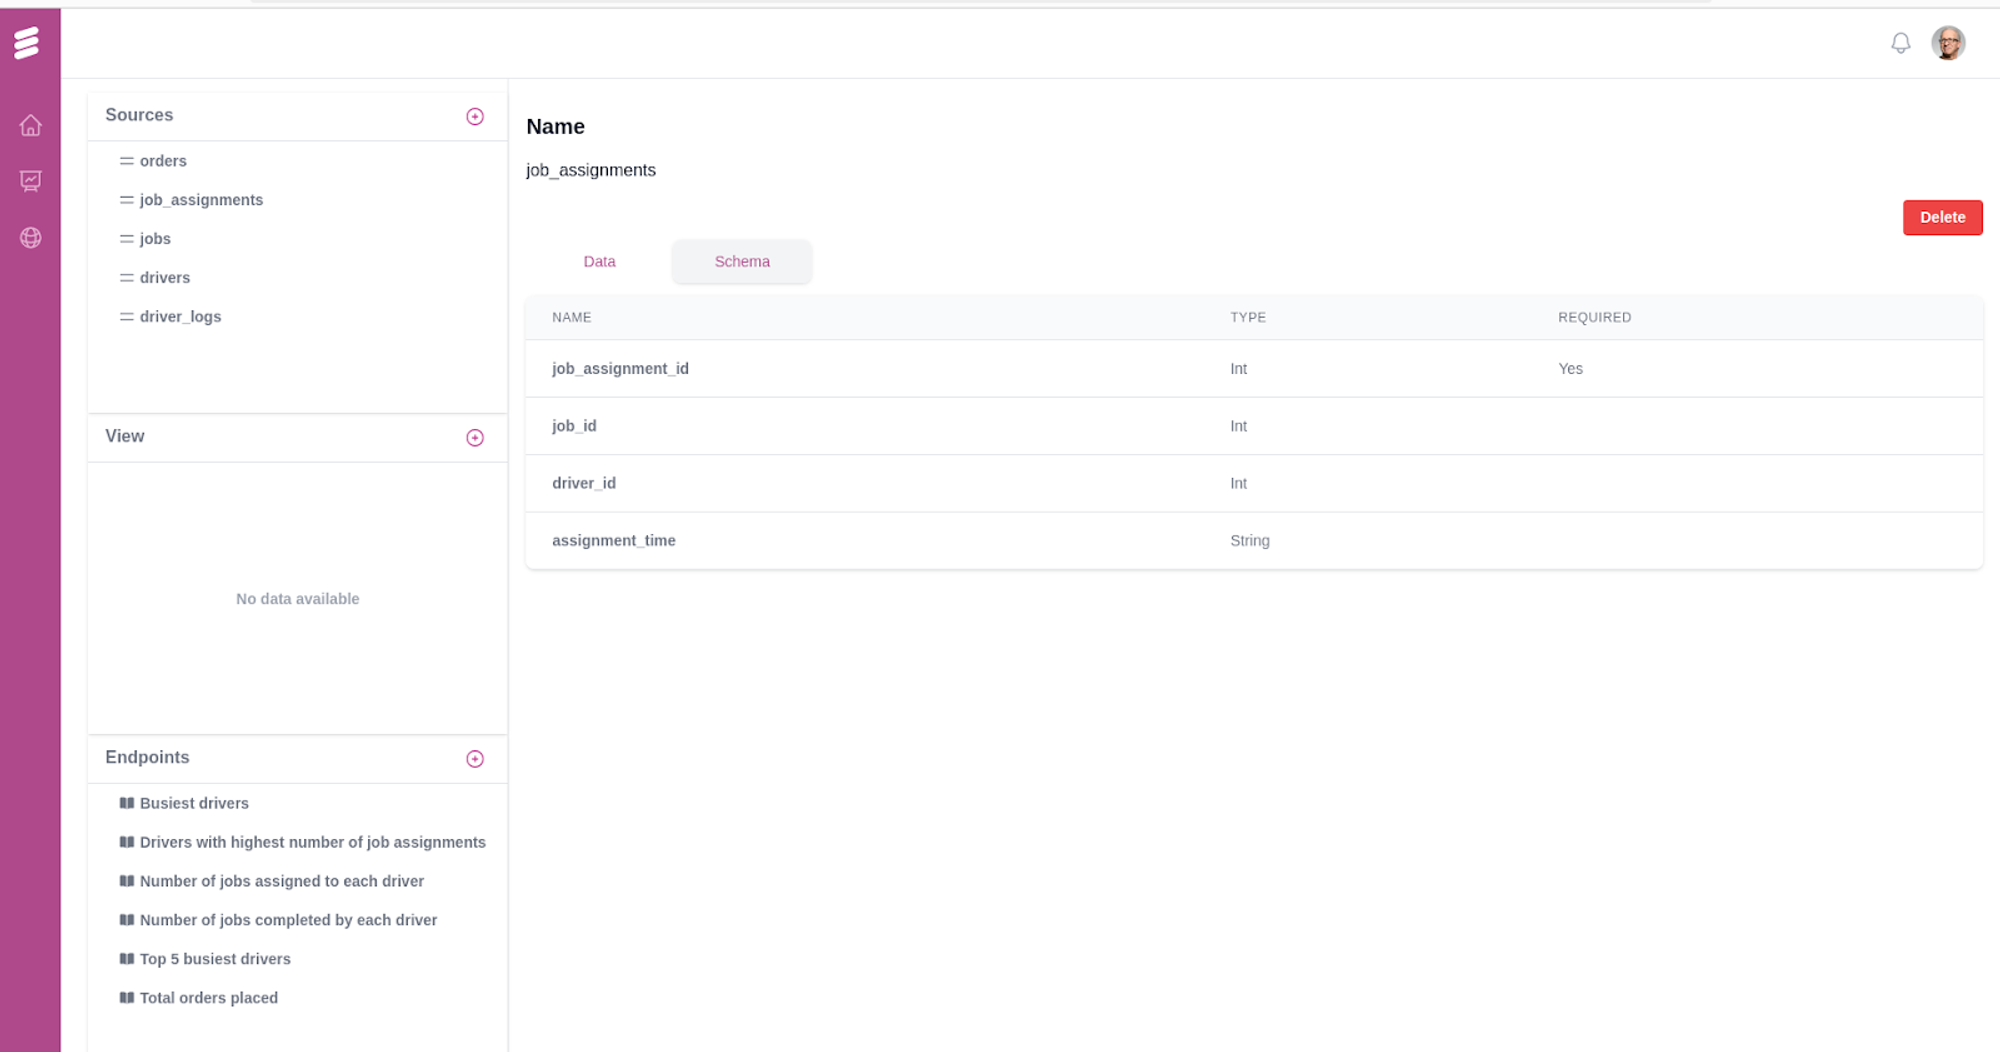 Sources
orders
job_assignments
jobs
drivers
driver_logs
View
No data available
Endpoints
Busiest drivers
Drivers with highest number of job assignments
Number of jobs assigned to each driver
Number of jobs completed by each driver
Top 5 busiest drivers
Total orders placed
Name
job_assignments
Delete
Data Schema
NAME TYPE REQUIRED
job_assignment_id Int Yes
job_id Int
driver_id Int
assignment_time String